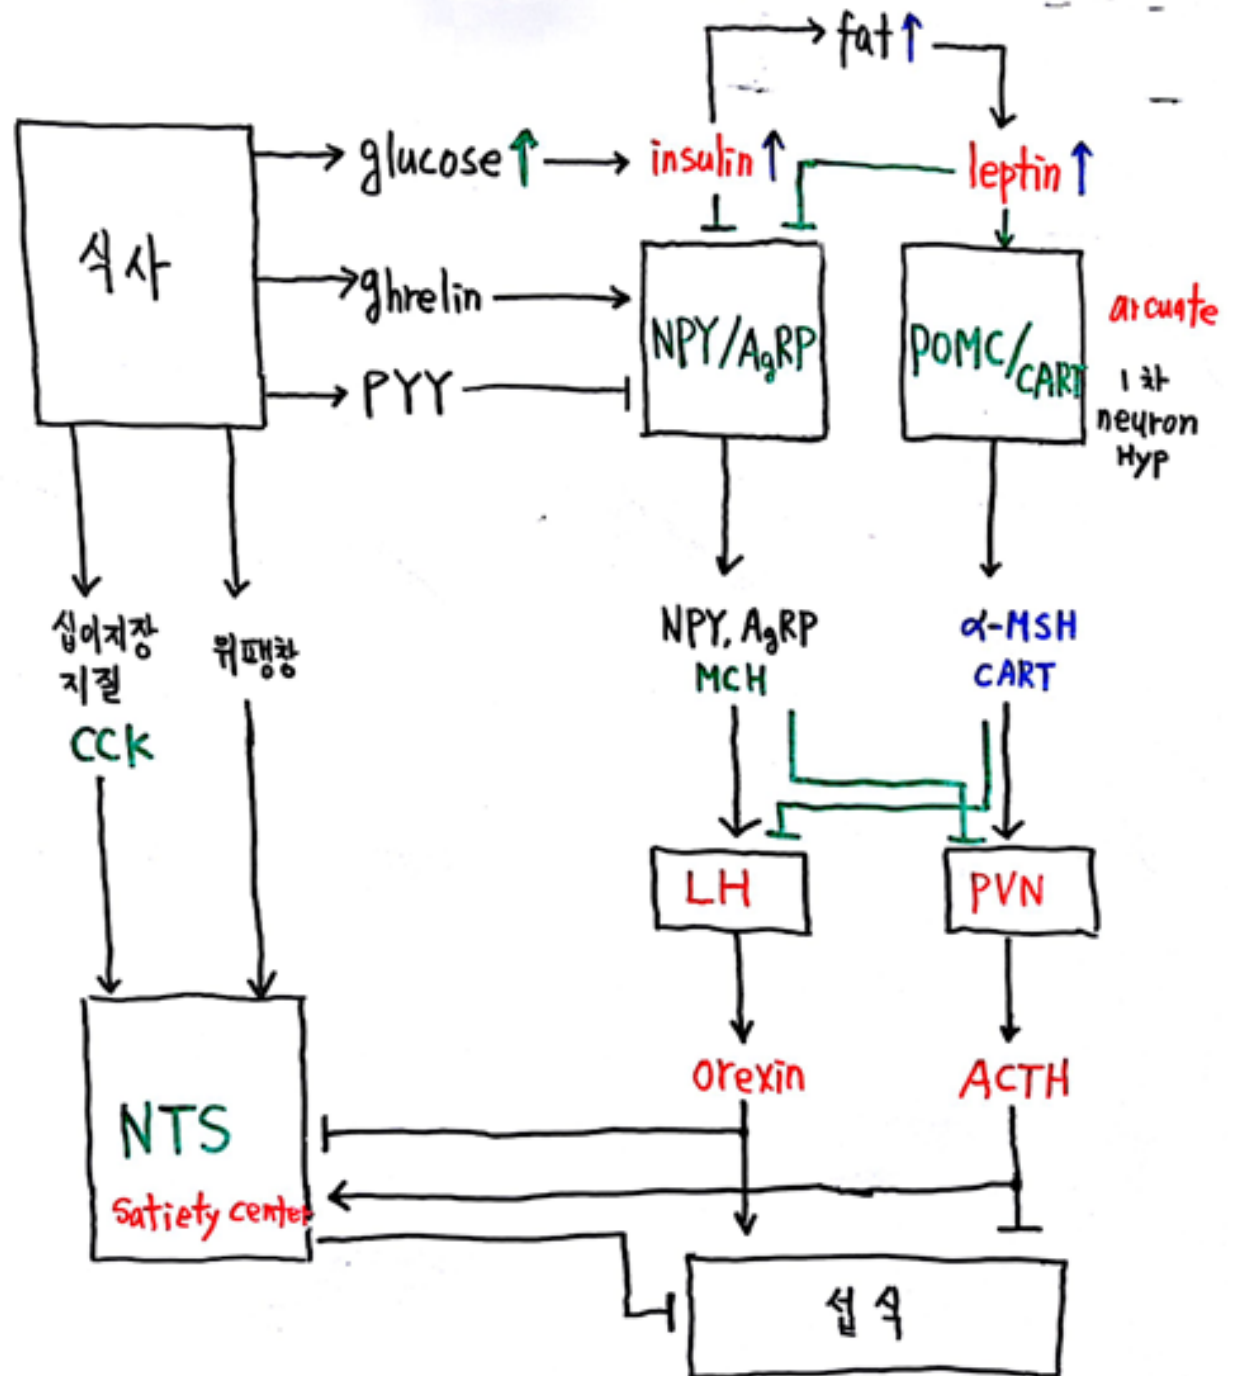 fat↑
glucose↑
insulin↑
leptin↑
식사
ghrelin
PYY
NPY/AgRP
POMC/CART
arcuate
1차
neuron
Hyp
십이지장
지질
CCK
위팽창
NPY, AgRP
MCH
α-MSH
CART
LH
PVN
orexin
ACTH
NTS
Satiety center
섭식